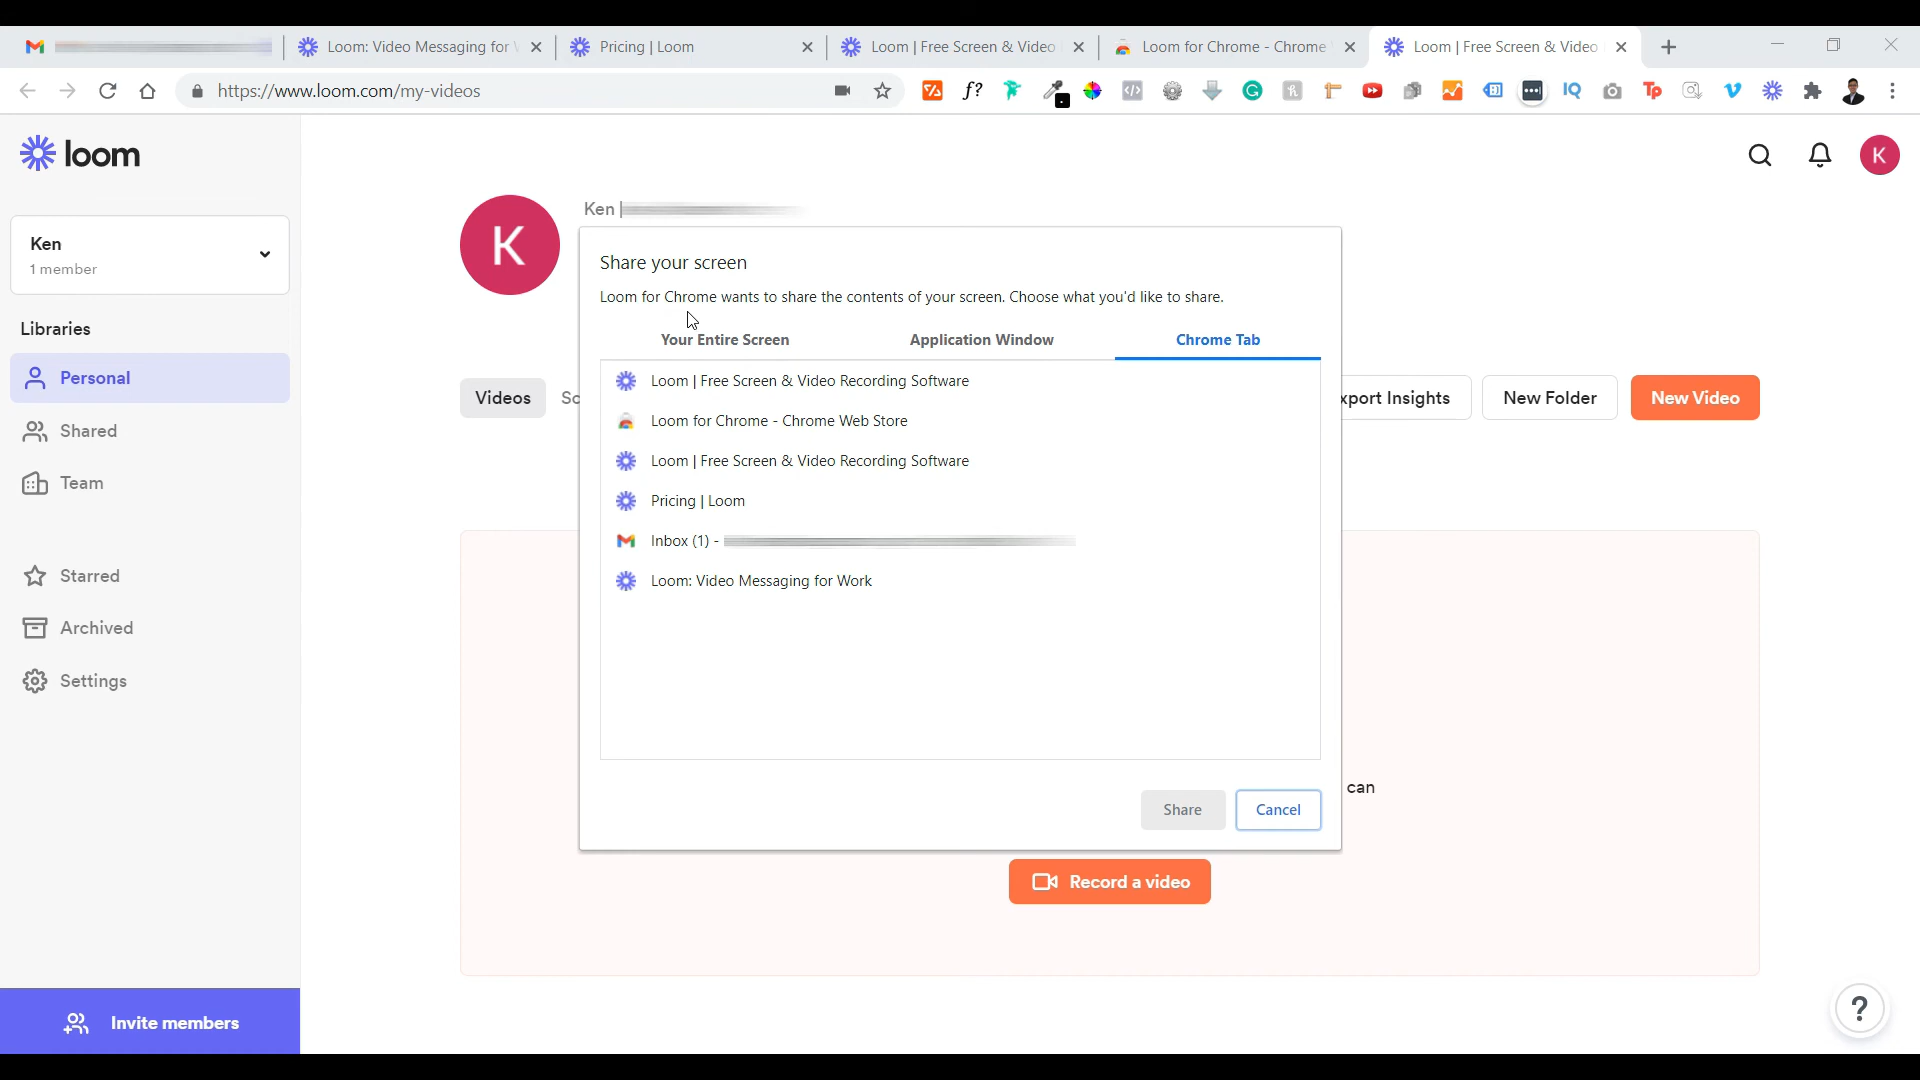 Loom: Video Messaging for
Pricing | Loom
Loom | Free Screen & Video
Loom for Chrome - Chrome
Loom | Free Screen & Video
https://www.loom.com/my-videos
f?
IQ
Tp
loom
K
Ken
1 member
Libraries
Personal
Shared
Team
Starred
Archived
Settings
Invite members
K
Ken |
Videos
Sc
xport Insights
New Folder
New Video
Share your screen
Loom for Chrome wants to share the contents of your screen. Choose what you'd like to share.
Your Entire Screen
Application Window
Chrome Tab
Loom | Free Screen & Video Recording Software
Loom for Chrome - Chrome Web Store
Loom | Free Screen & Video Recording Software
Pricing | Loom
Inbox (1) -
Loom: Video Messaging for Work
Share
Cancel
can
Record a video
?